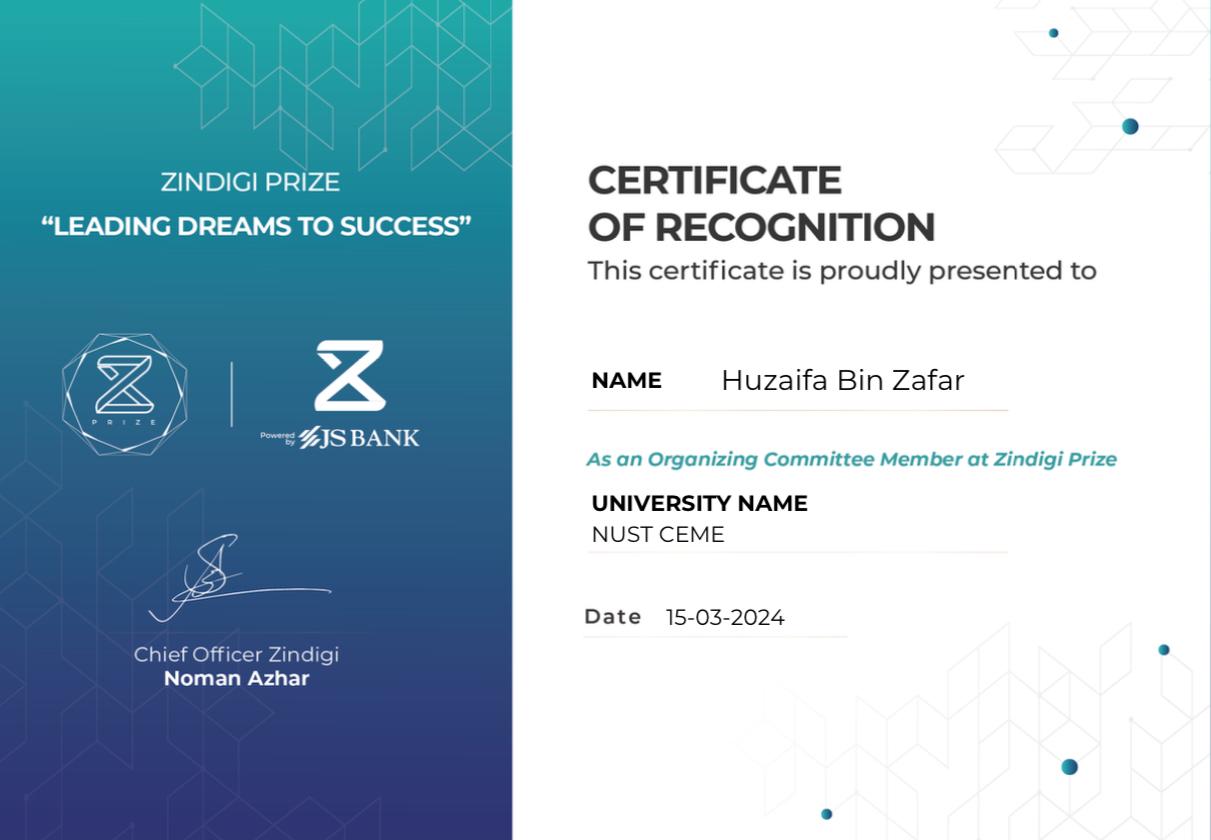 ZINDIGI PRIZE
“LEADING DREAMS TO SUCCESS”
PRIZE
Powered by JS BANK
Chief Officer Zindigi
Noman Azhar
CERTIFICATE
OF RECOGNITION
This certificate is proudly presented to
NAME Huzaifa Bin Zafar
As an Organizing Committee Member at Zindigi Prize
UNIVERSITY NAME
NUST CEME
Date 15-03-2024